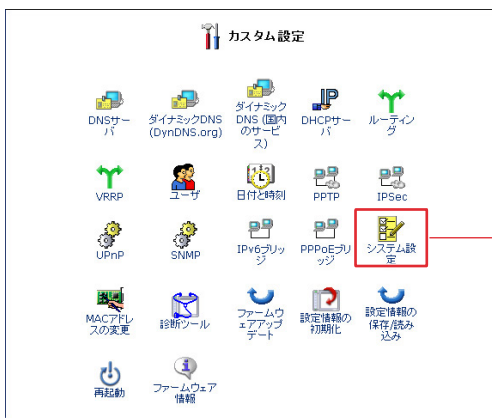 カスタム設定
DNSサー
バ
ダイナミックDNS
(DynDNS.org)
ダイナミック
DNS (国内
のサービ
ス)
DHCPサー
バ
ルーティン
グ
VRRP
ユーザ
日付と時刻
PPTP
IPSec
UPnP
SNMP
IPv6ブリッ
ジ
PPPoEブリ
ッジ
システム設
定
MACアドレ
スの変更
診断ツール
ファームウ
ェアアップ
デート
設定情報の
初期化
設定情報の
保存/読み
込み
再起動
ファームウェア
情報